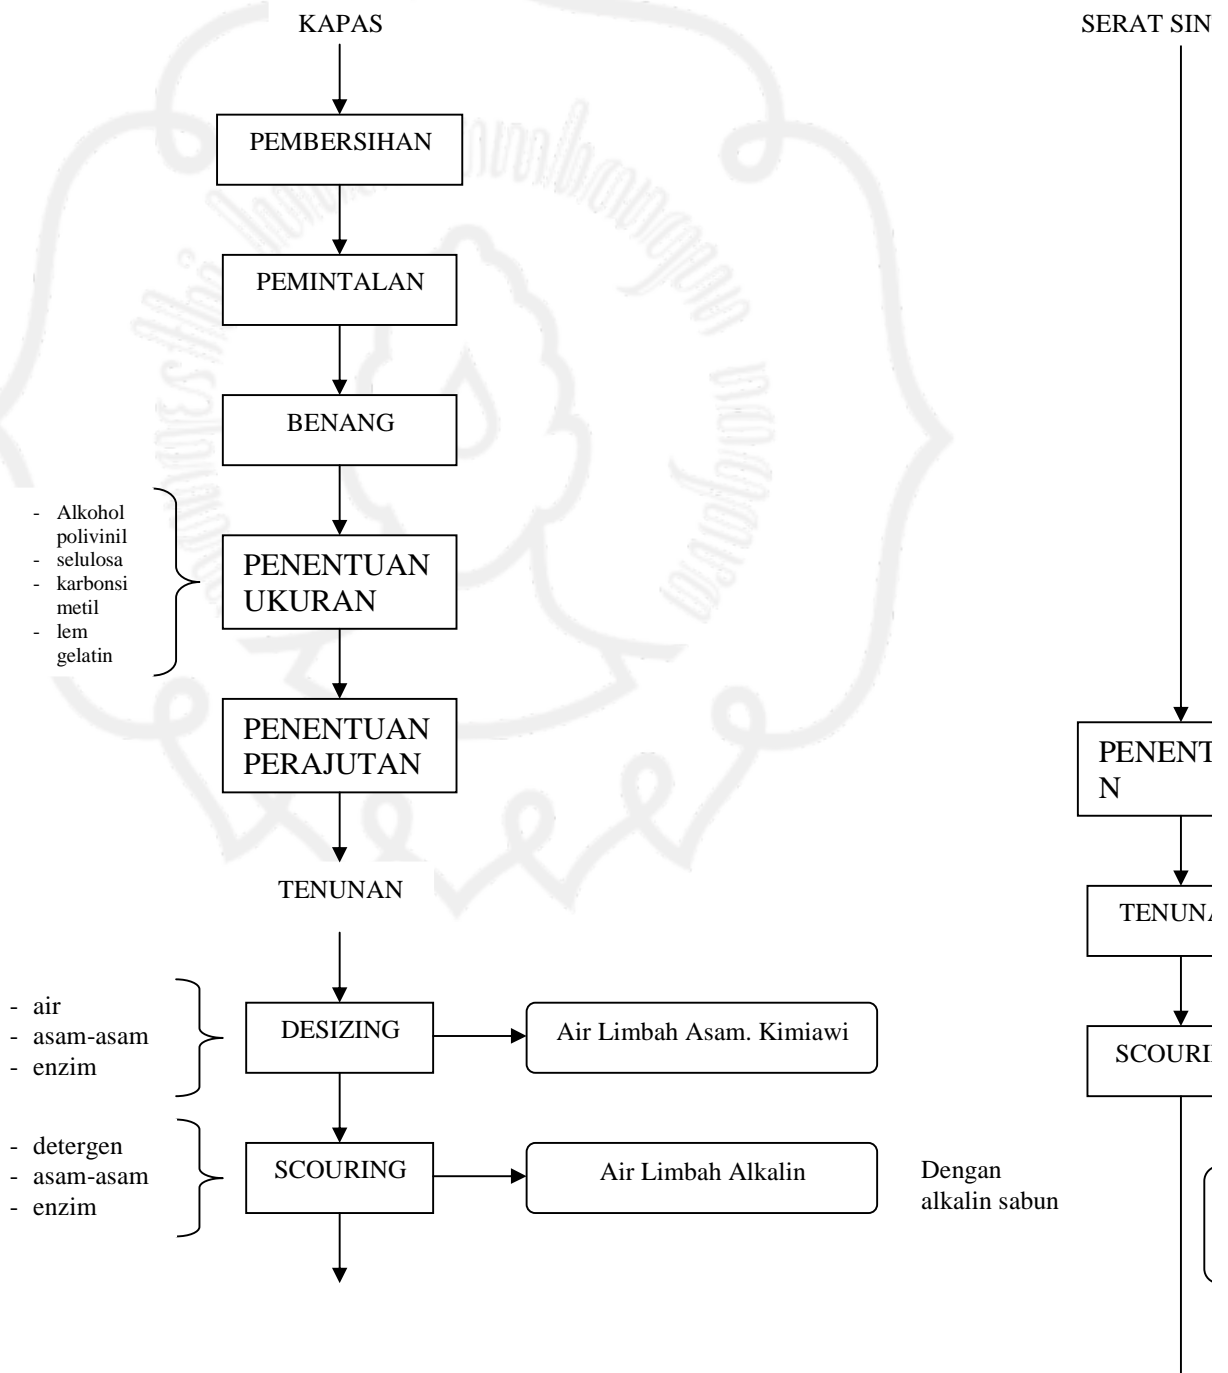 KAPAS
PEMBERSIHAN
PEMINTALAN
BENANG
- Alkohol
polivinil
- selulosa
- karbonsi
metil
- lem
gelatin
PENENTUAN
UKURAN
PENENTUAN
PERAJUTAN
TENUNAN
- air
- asam-asam
- enzim
DESIZING
Air Limbah Asam. Kimiawi
- detergen
- asam-asam
- enzim
SCOURING
Air Limbah Alkalin
Dengan
alkalin sabun
SERAT SIN
PENENT
N
TENUNA
SCOURI